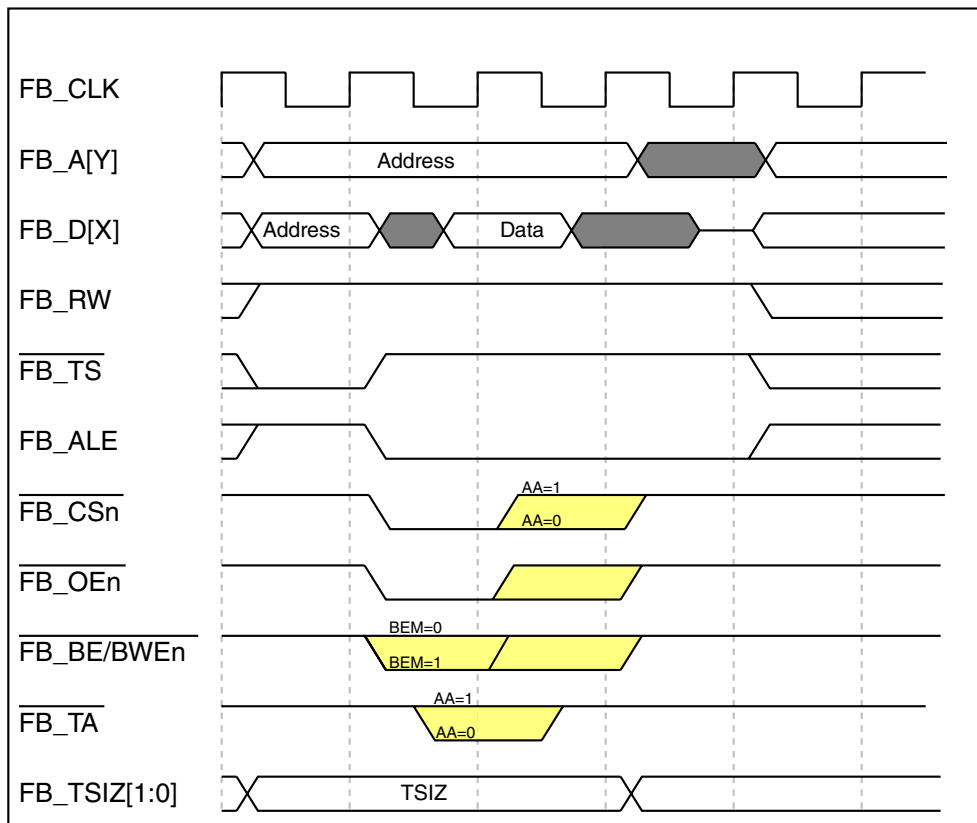 FB_CLK
FB_A[Y]
Address
FB_D[X]
Address
Data
FB_RW
FB_TS
FB_ALE
FB_CSn
AA=1
AA=0
FB_OEn
FB_BE/BWEn
BEM=0
BEM=1
FB_TA
AA=1
AA=0
FB_TSIZ[1:0]
TSIZ